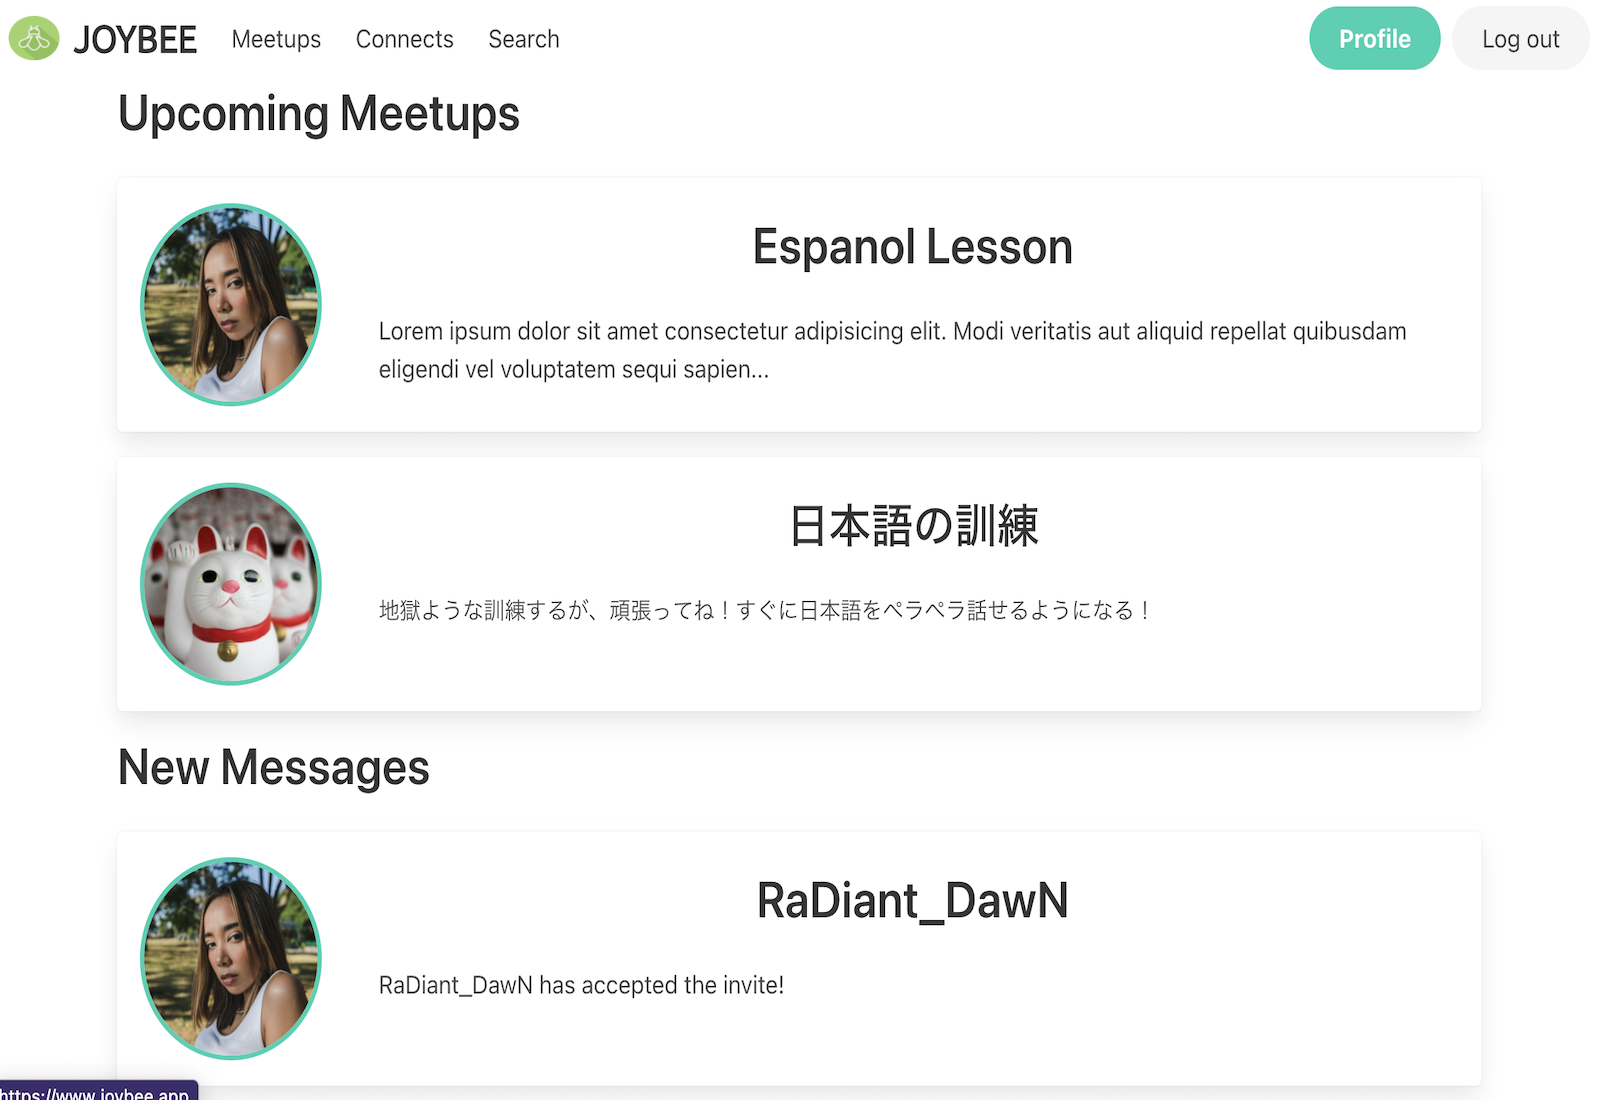 JOYBEE Meetups Connects Search Profile Log out
Upcoming Meetups
Espanol Lesson
Lorem ipsum dolor sit amet consectetur adipisicing elit. Modi veritatis aut aliquid repellat quibusdam
eligendi vel voluptatem sequi sapien...
日本語の訓練
地獄ような訓練するが、頑張ってね！すぐに日本語をペラペラ話せるようになる！
New Messages
RaDiant_DawN
RaDiant_DawN has accepted the invite!
https://www.joybee.app